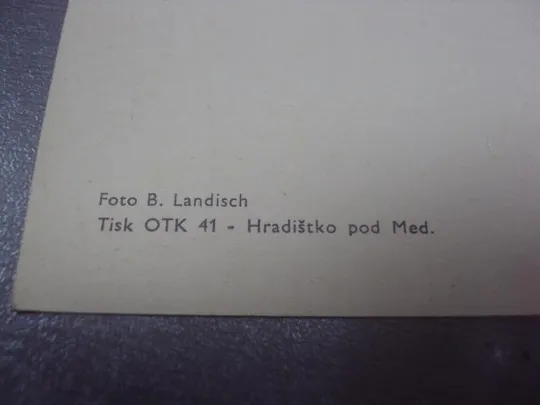 Foto B. Landisch
Tisk OTK 41 - Hradištko pod Med.